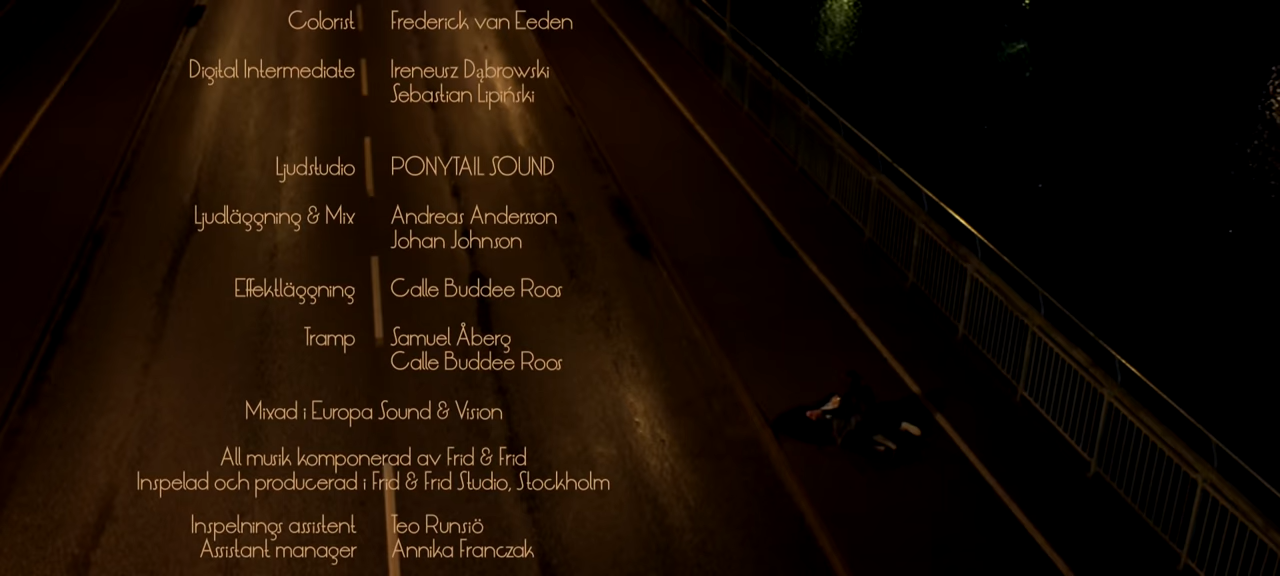 Colorist Frederick van Eeden
Digital Intermediate Ireneusz Dąbrowski
Sebastian Lipiński
Ljudstudio PONYTAIL SOUND
Ljudläggning & Mix Andreas Andersson
Johan Johnson
Effektläggning Calle Buddee Roos
Tramp Samuel Åberg
Calle Buddee Roos
Mixad i Europa Sound & Vision
All musik komponerad av Frid & Frid
Inspelad och producerad i Frid & Frid Studio, Stockholm
Inspelnings assistent Teo Runsiö
Assistant manager Annika Franczak